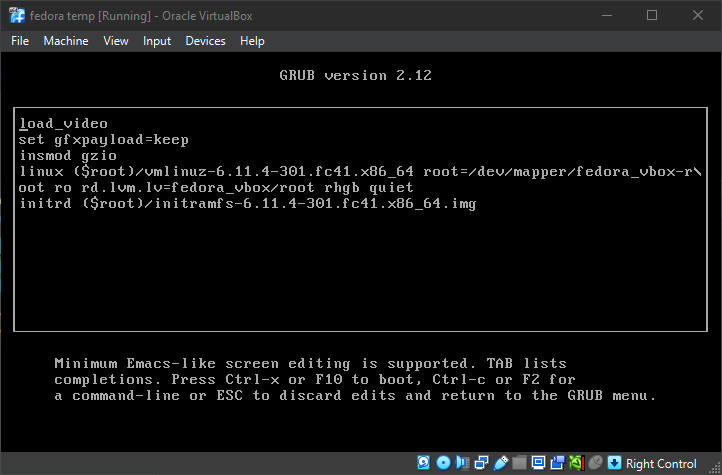 fedora temp [Running] - Oracle VirtualBox
File Machine View Input Devices Help
GRUB version 2.12
load_video
set gfxpayload=keep
insmod gzio
linux ($root)/vmlinuz-6.11.4-301.fc41.x86_64 root=/dev/mapper/fedora_vbox-r\
oot ro rd.lvm.lv=fedora_vbox/root rhgb quiet
initrd ($root)/initramfs-6.11.4-301.fc41.x86_64.img
Minimum Emacs-like screen editing is supported. TAB lists
completions. Press Ctrl-x or F10 to boot, Ctrl-c or F2 for
a command-line or ESC to discard edits and return to the GRUB menu.
Right Control